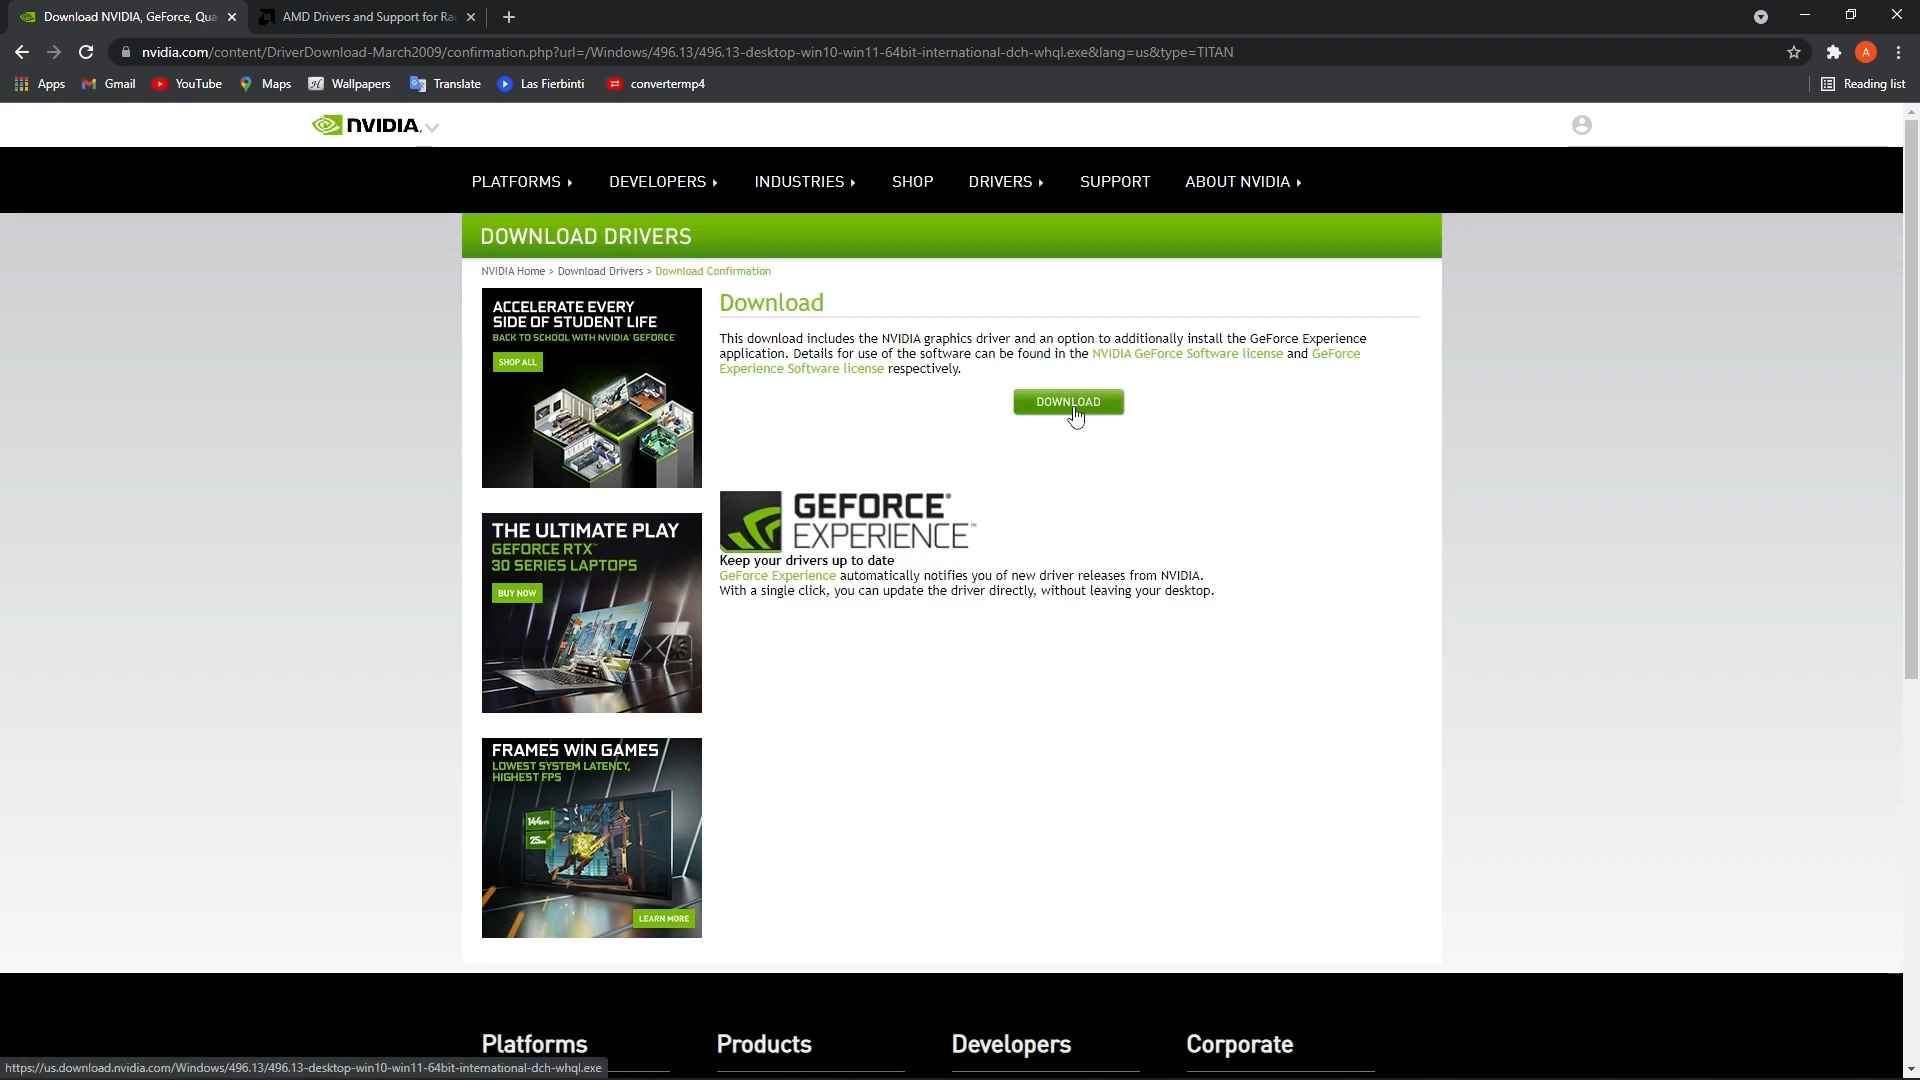 Download NVIDIA, GeForce, Qua
AMD Drivers and Support for Rad
nvidia.com/content/DriverDownload-March2009/confirmation.php?url=/Windows/496.13/496.13-desktop-win10-win11-64bit-international-dch-whql.exe&lang=us&type=TITAN
A
Apps
Gmail
YouTube
Maps
Wallpapers
Translate
Las Fierbinti
convertermp4
Reading list
NVIDIA.
PLATFORMS
DEVELOPERS
INDUSTRIES
SHOP
DRIVERS
SUPPORT
ABOUT NVIDIA
DOWNLOAD DRIVERS
NVIDIA Home > Download Drivers > Download Confirmation
ACCELERATE EVERY
SIDE OF STUDENT LIFE
BACK TO SCHOOL WITH NVIDIA® GEFORCE®
SHOP ALL
Download
This download includes the NVIDIA graphics driver and an option to additionally install the GeForce Experience
application. Details for use of the software can be found in the NVIDIA GeForce Software license and GeForce
Experience Software license respectively.
DOWNLOAD
GEFORCE®
EXPERIENCE™
Keep your drivers up to date
GeForce Experience automatically notifies you of new driver releases from NVIDIA.
With a single click, you can update the driver directly, without leaving your desktop.
THE ULTIMATE PLAY
GEFORCE RTX™
30 SERIES LAPTOPS
BUY NOW
FRAMES WIN GAMES
LOWEST SYSTEM LATENCY,
HIGHEST FPS
144FPS
25ms
LEARN MORE
Platforms
Products
Developers
Corporate
https://us.download.nvidia.com/Windows/496.13/496.13-desktop-win10-win11-64bit-international-dch-whql.exe